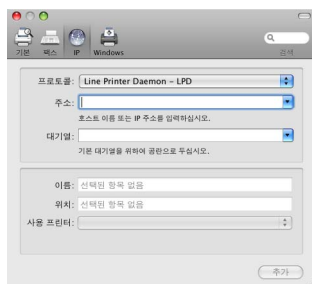 기본 팩스 IP Windows 검색
프로토콜: Line Printer Daemon – LPD
주소:
호스트 이름 또는 IP 주소를 입력하십시오.
대기열:
기본 대기열을 위하여 공란으로 두십시오.
이름: 선택된 항목 없음
위치: 선택된 항목 없음
사용 프린터:
추가